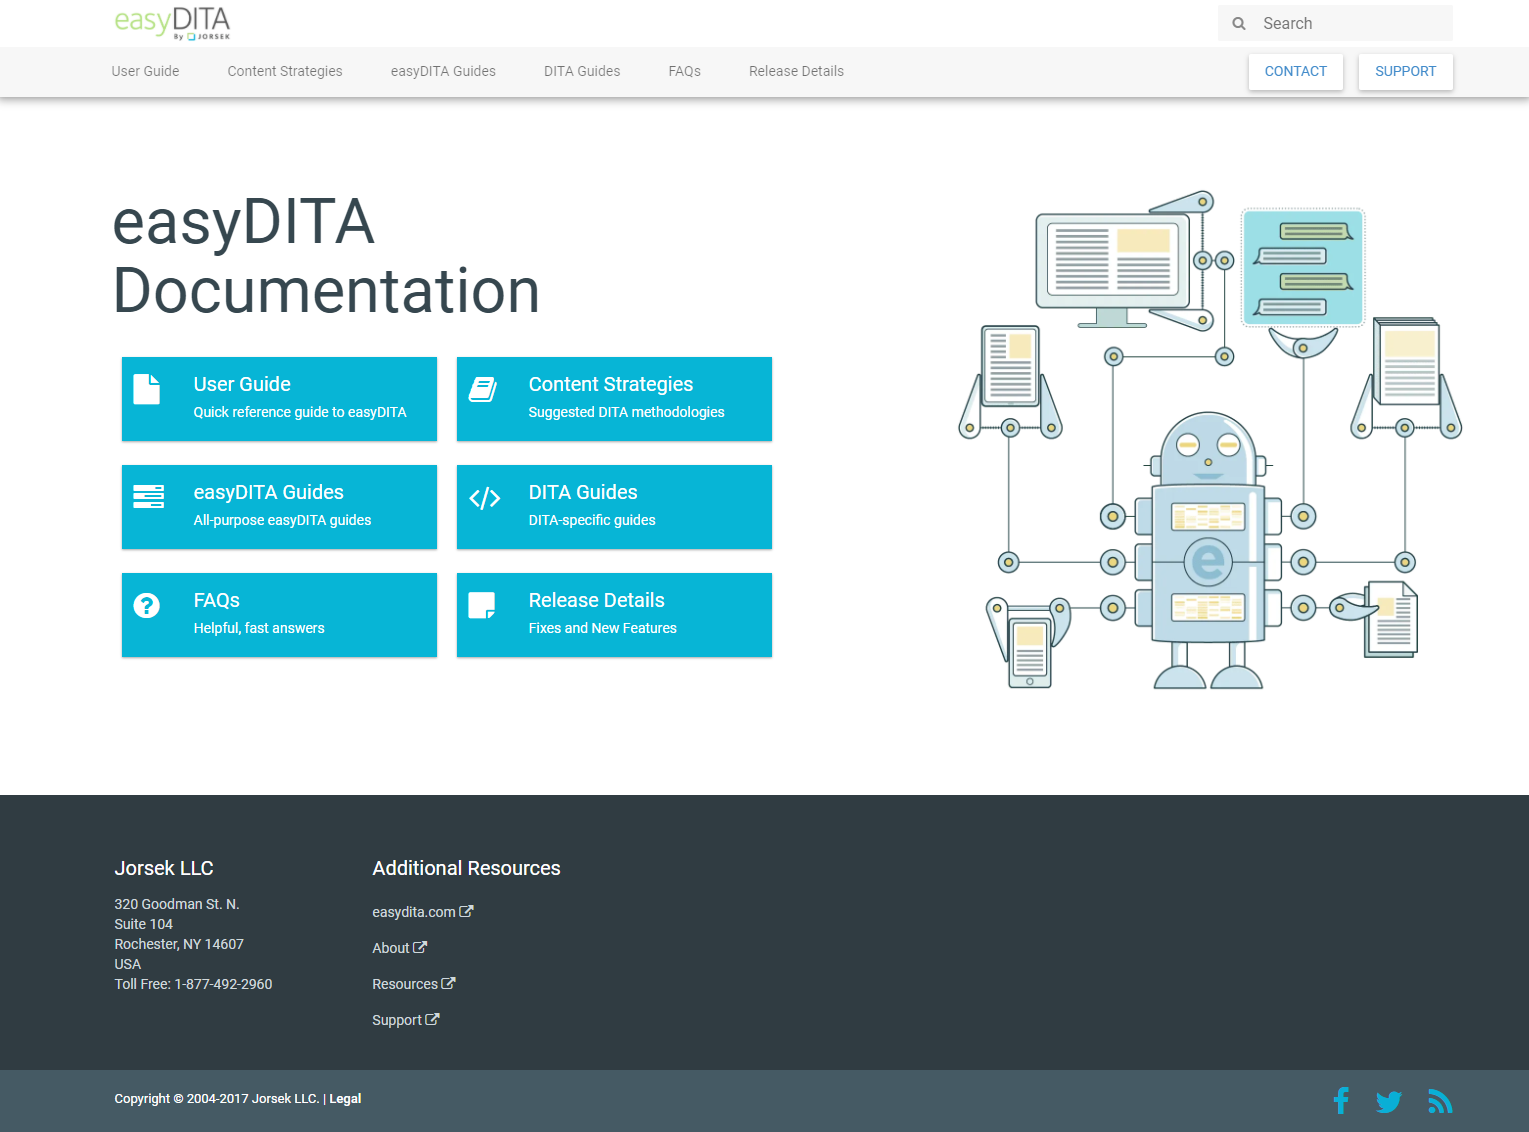 easyDITA
By JORSEK
Search
User Guide
Content Strategies
easyDITA Guides
DITA Guides
FAQs
Release Details
CONTACT
SUPPORT
easyDITA
Documentation
User Guide
Quick reference guide to easyDITA
Content Strategies
Suggested DITA methodologies
easyDITA Guides
All-purpose easyDITA guides
DITA Guides
DITA-specific guides
FAQs
Helpful, fast answers
Release Details
Fixes and New Features
e
Jorsek LLC
320 Goodman St. N.
Suite 104
Rochester, NY 14607
USA
Toll Free: 1-877-492-2960
Additional Resources
easydita.com
About
Resources
Support
Copyright © 2004-2017 Jorsek LLC. | Legal